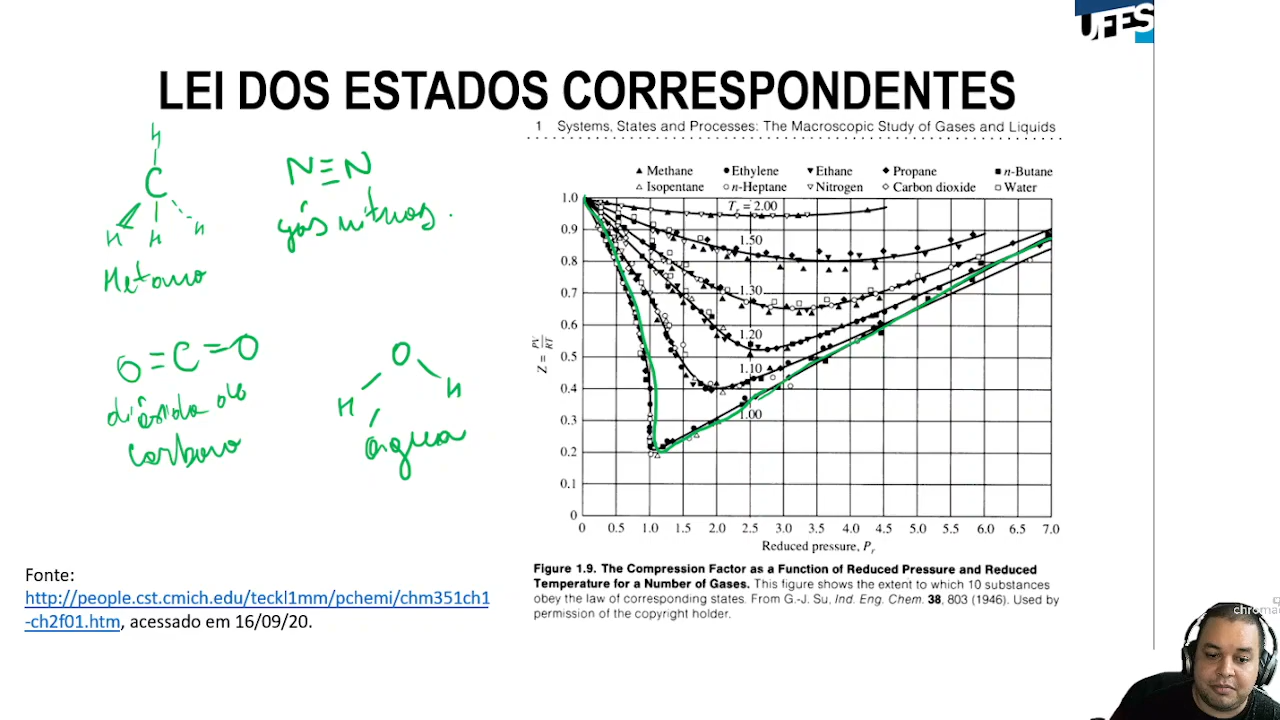 UFES
LEI DOS ESTADOS CORRESPONDENTES
H
C
H H H
Metano
N≡N
gás nitros.
O=C=O
dióxido de
carbono
O
H H
água
1 Systems, States and Processes: The Macroscopic Study of Gases and Liquids
▲ Methane ● Ethylene ▼ Ethane ◆ Propane ■ n-Butane
△ Isopentane ○ n-Heptane ▽ Nitrogen ◇ Carbon dioxide □ Water
Tr = 2.00
1.50
1.30
1.20
1.10
1.00
1.0
0.9
0.8
0.7
0.6
0.5
0.4
0.3
0.2
0.1
0
Z = PV/RT
0 0.5 1.0 1.5 2.0 2.5 3.0 3.5 4.0 4.5 5.0 5.5 6.0 6.5 7.0
Reduced pressure, Pr
Figure 1.9. The Compression Factor as a Function of Reduced Pressure and Reduced
Temperature for a Number of Gases. This figure shows the extent to which 10 substances
obey the law of corresponding states. From G.-J. Su, Ind. Eng. Chem. 38, 803 (1946). Used by
permission of the copyright holder.
Fonte:
http://people.cst.cmich.edu/teckl1mm/pchemi/chm351ch1
-ch2f01.htm, acessado em 16/09/20.